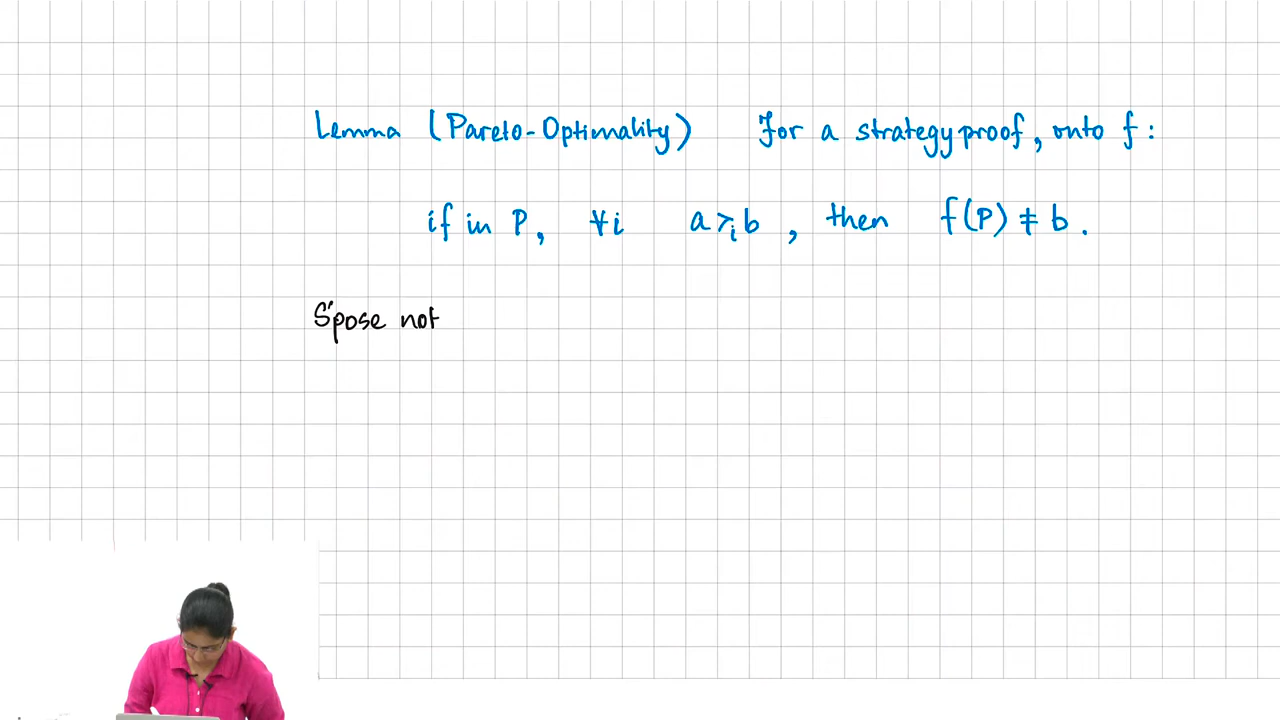 Lemma (Pareto-Optimality) For a strategyproof, onto f:
if in P, ∀i a ≻ᵢ b, then f(P) ≠ b.
S'pose not